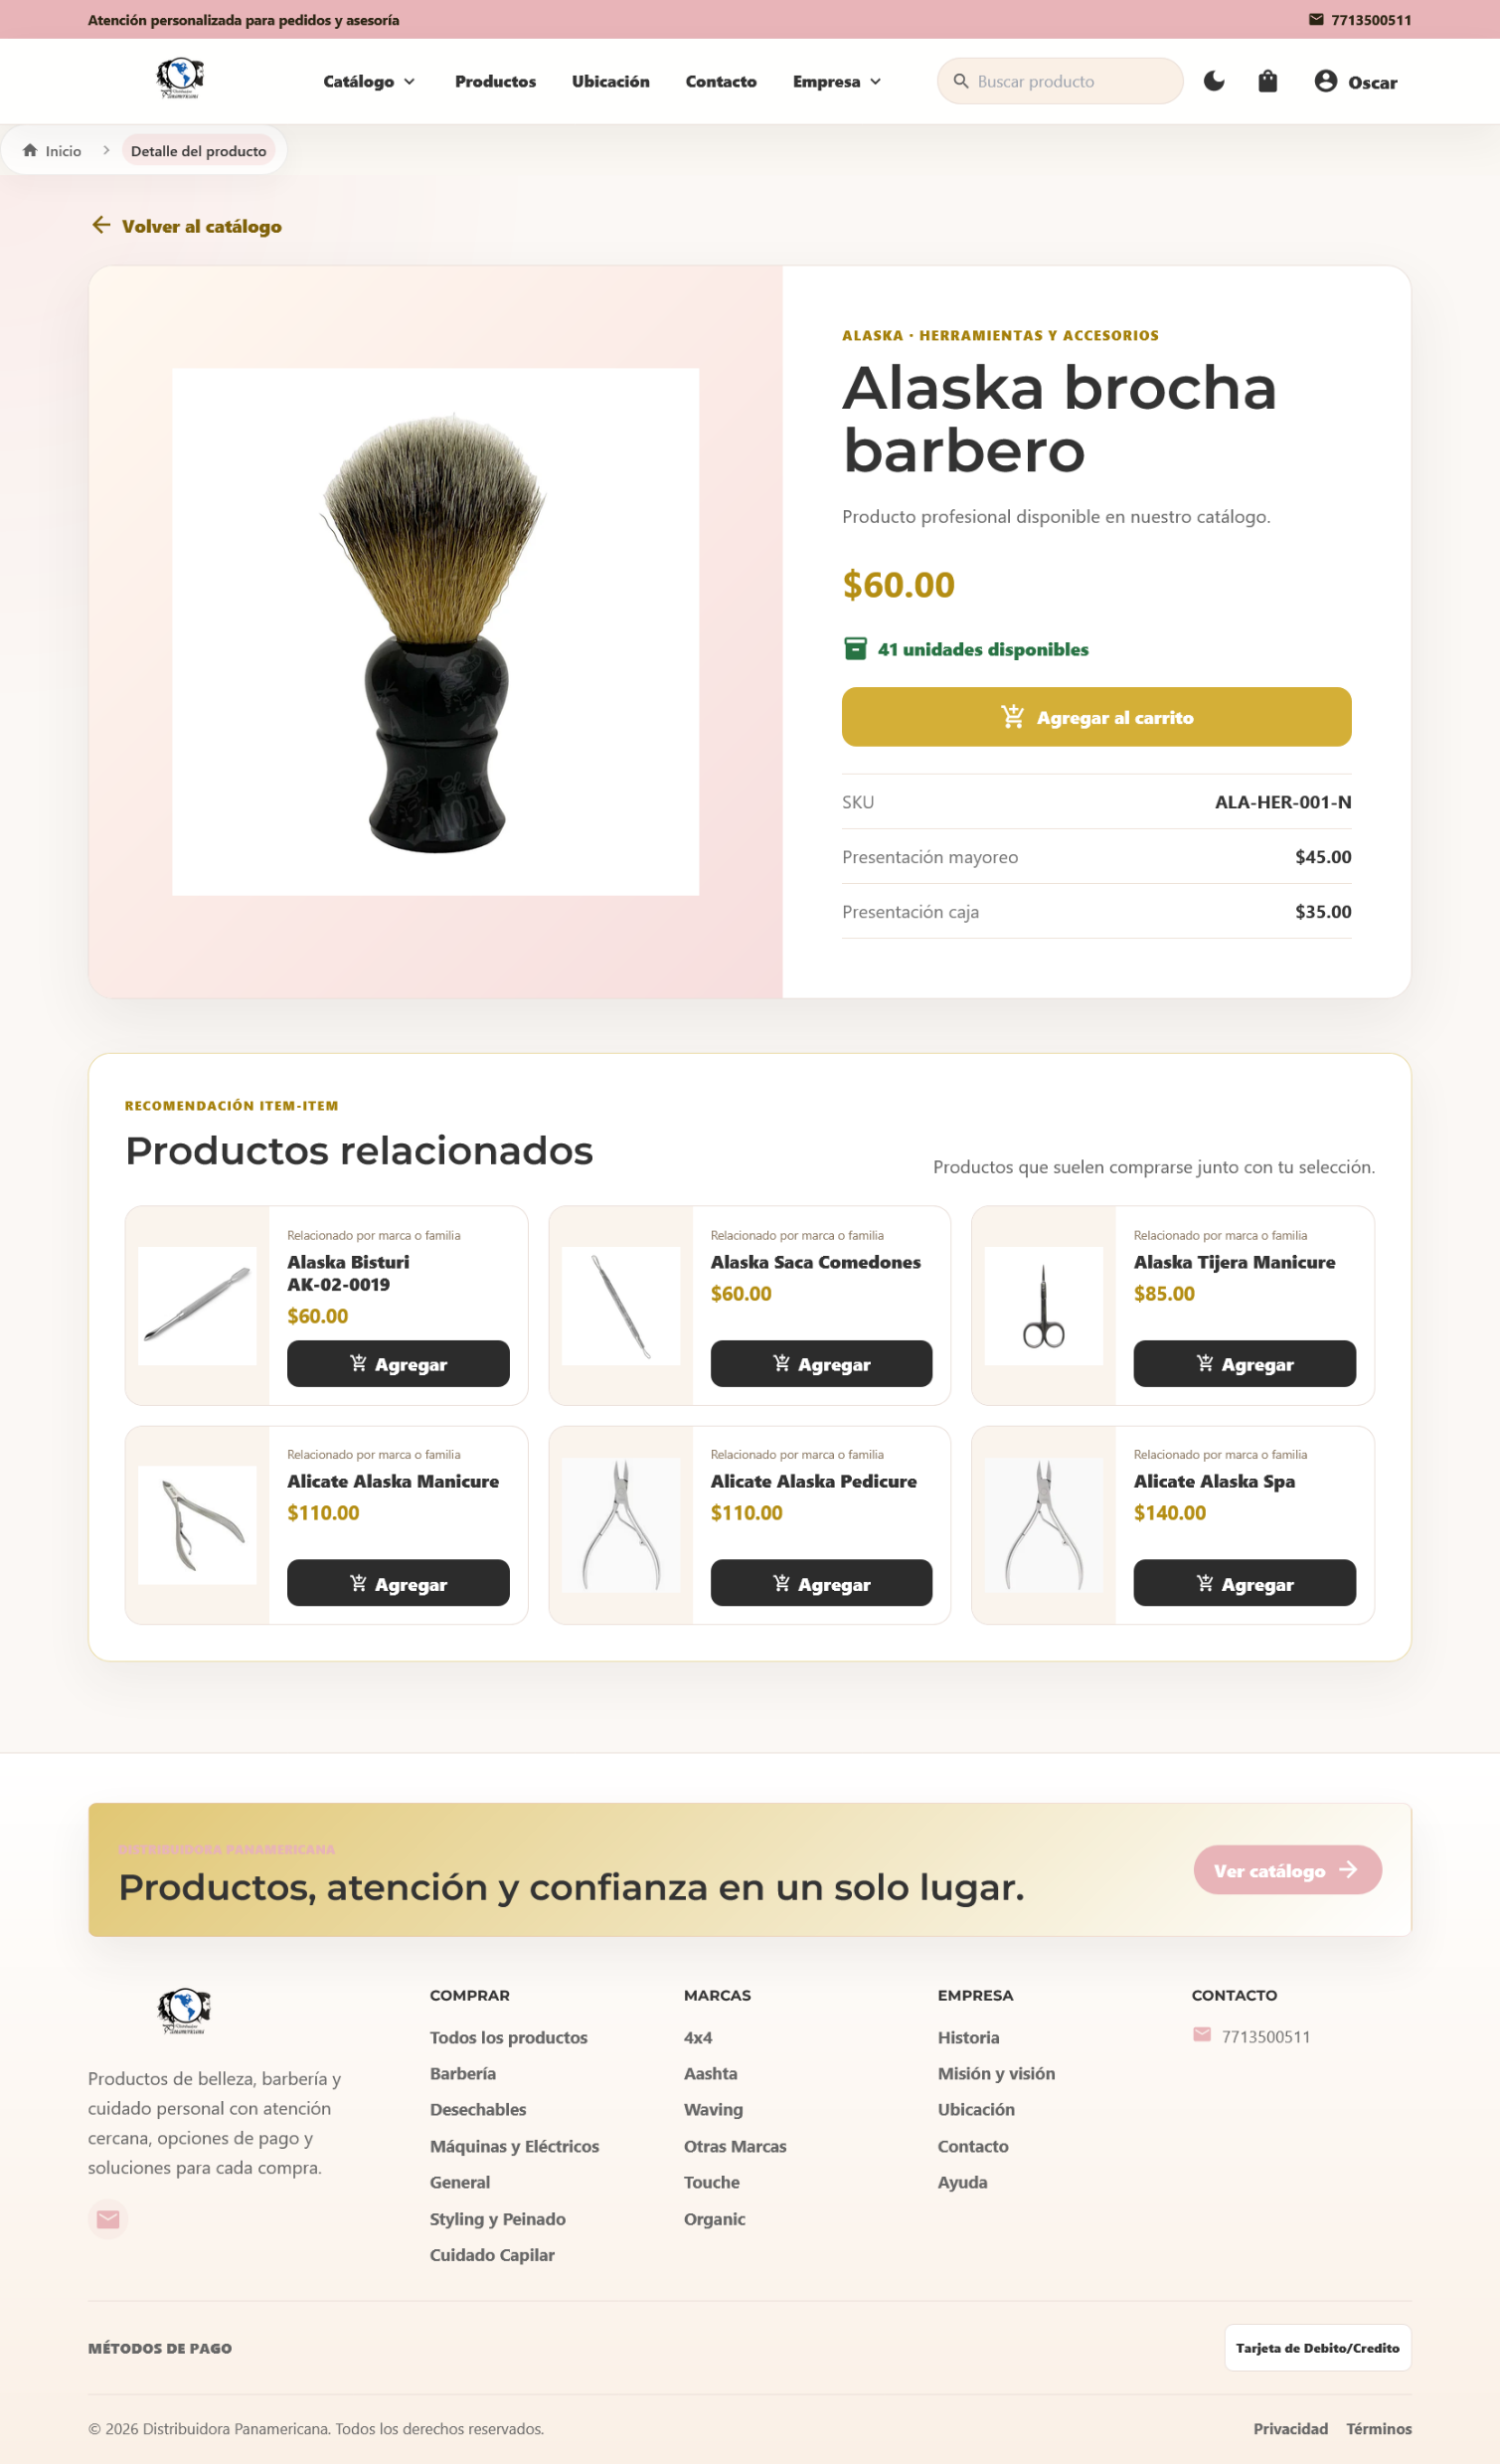 Atención personalizada para pedidos y asesoría
7713500511
Catálogo
Productos
Ubicación
Contacto
Empresa
Buscar producto
Oscar
Inicio
Detalle del producto
Volver al catálogo
ALASKA · HERRAMIENTAS Y ACCESORIOS
Alaska brocha
barbero
Producto profesional disponible en nuestro catálogo.
$60.00
41 unidades disponibles
Agregar al carrito
SKU ALA-HER-001-N
Presentación mayoreo $45.00
Presentación caja $35.00
RECOMENDACIÓN ITEM-ITEM
Productos relacionados
Productos que suelen comprarse junto con tu selección.
Relacionado por marca o familia
Alaska Bisturi
AK-02-0019
$60.00
Agregar
Relacionado por marca o familia
Alaska Saca Comedones
$60.00
Agregar
Relacionado por marca o familia
Alaska Tijera Manicure
$85.00
Agregar
Relacionado por marca o familia
Alicate Alaska Manicure
$110.00
Agregar
Relacionado por marca o familia
Alicate Alaska Pedicure
$110.00
Agregar
Relacionado por marca o familia
Alicate Alaska Spa
$140.00
Agregar
DISTRIBUIDORA PANAMERICANA
Productos, atención y confianza en un solo lugar.
Ver catálogo
Productos de belleza, barbería y
cuidado personal con atención
cercana, opciones de pago y
soluciones para cada compra.
COMPRAR
Todos los productos
Barbería
Desechables
Máquinas y Eléctricos
General
Styling y Peinado
Cuidado Capilar
MARCAS
4x4
Aashta
Waving
Otras Marcas
Touche
Organic
EMPRESA
Historia
Misión y visión
Ubicación
Contacto
Ayuda
CONTACTO
7713500511
MÉTODOS DE PAGO
Tarjeta de Debito/Credito
© 2026 Distribuidora Panamericana. Todos los derechos reservados.
Privacidad
Términos